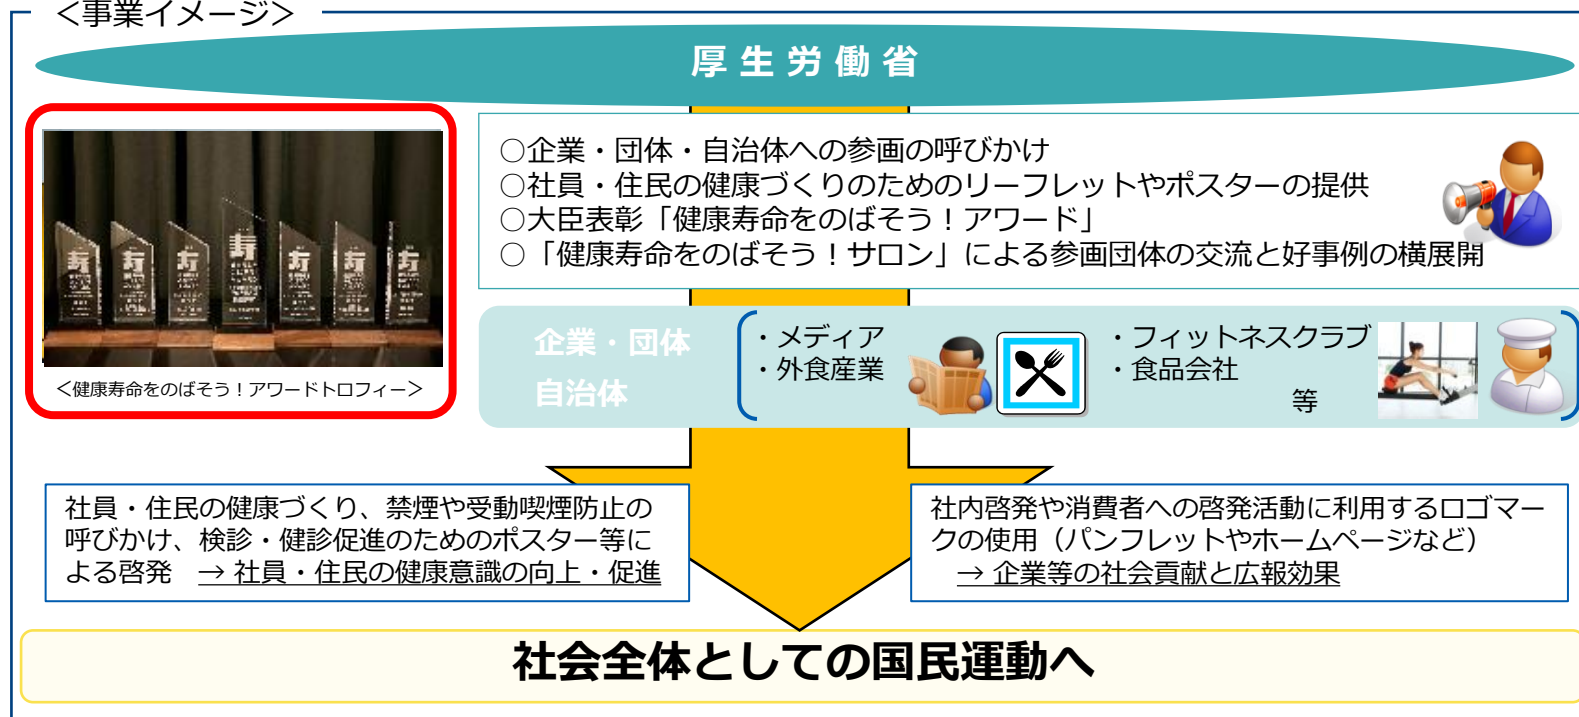 ＜事業イメージ＞
厚生労働省
○企業・団体・自治体への参画の呼びかけ
○社員・住民の健康づくりのためのリーフレットやポスターの提供
○大臣表彰「健康寿命をのばそう！アワード」
○「健康寿命をのばそう！サロン」による参画団体の交流と好事例の横展開
寿
寿
寿
寿
寿
寿
寿
＜健康寿命をのばそう！アワードトロフィー＞
企業・団体
自治体
・メディア
・外食産業
・フィットネスクラブ
・食品会社
等
社員・住民の健康づくり、禁煙や受動喫煙防止の
呼びかけ、検診・健診促進のためのポスター等に
よる啓発　→ 社員・住民の健康意識の向上・促進
社内啓発や消費者への啓発活動に利用するロゴマー
クの使用（パンフレットやホームページなど）
→ 企業等の社会貢献と広報効果
社会全体としての国民運動へ